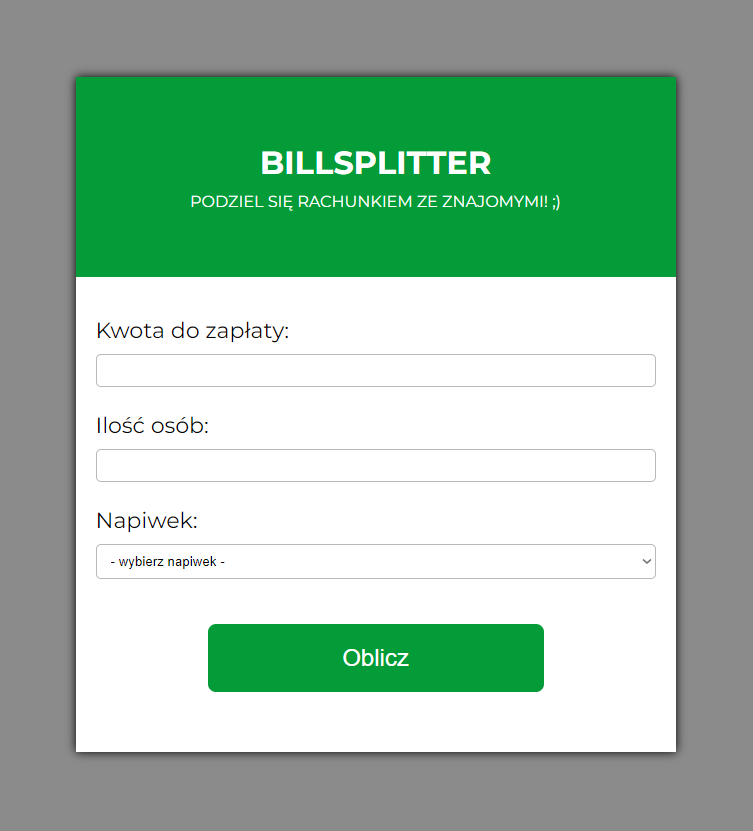 BILLSPLITTER
PODZIEL SIĘ RACHUNKIEM ZE ZNAJOMYMI! ;)
Kwota do zapłaty:
Ilość osób:
Napiwek:
- wybierz napiwek -
Oblicz